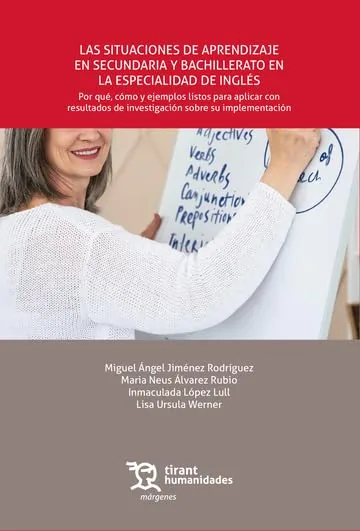 LAS SITUACIONES DE APRENDIZAJE
EN SECUNDARIA Y BACHILLERATO EN
LA ESPECIALIDAD DE INGLÉS
Por qué, cómo y ejemplos listos para aplicar con
resultados de investigación sobre su implementación
Adjectives
Verbs
Adverbs
Conjunction
Preposition
of
Miguel Ángel Jiménez Rodríguez
Maria Neus Álvarez Rubio
Inmaculada López Lull
Lisa Ursula Werner
tirant
humanidades
márgenes